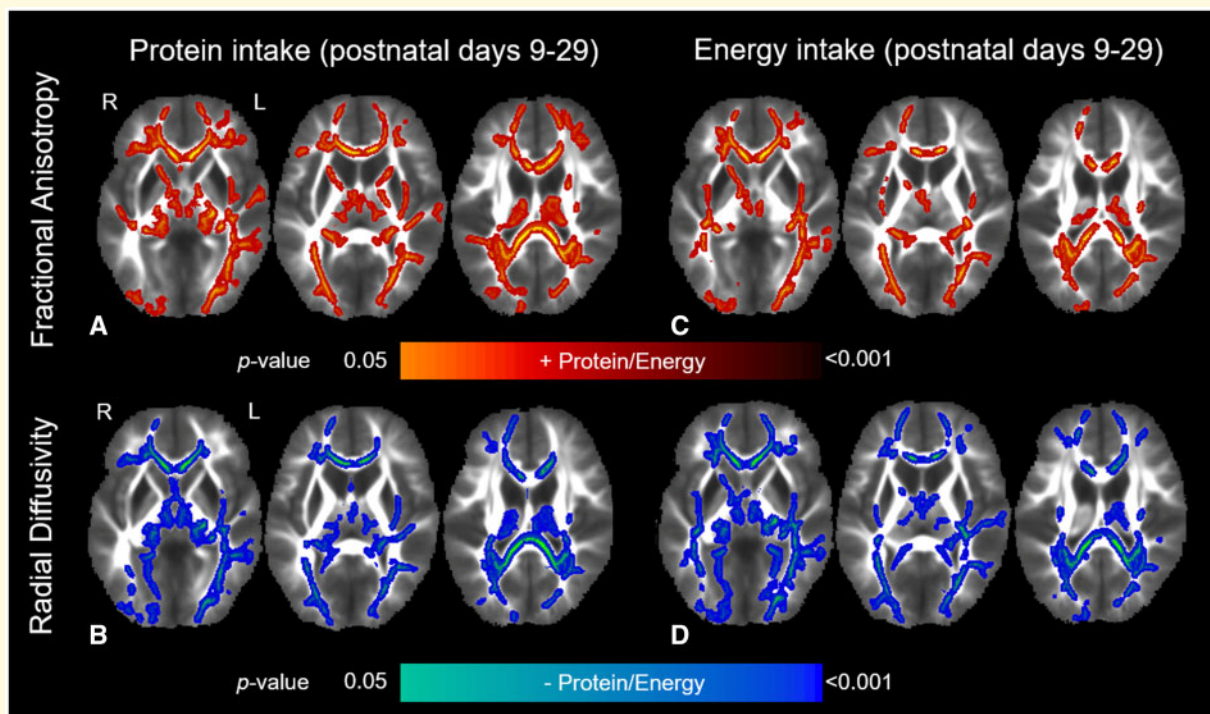 Protein intake (postnatal days 9-29)
Energy intake (postnatal days 9-29)
Fractional Anisotropy
R
L
A
C
p-value
0.05
+ Protein/Energy
<0.001
Radial Diffusivity
R
L
B
D
p-value
0.05
- Protein/Energy
<0.001